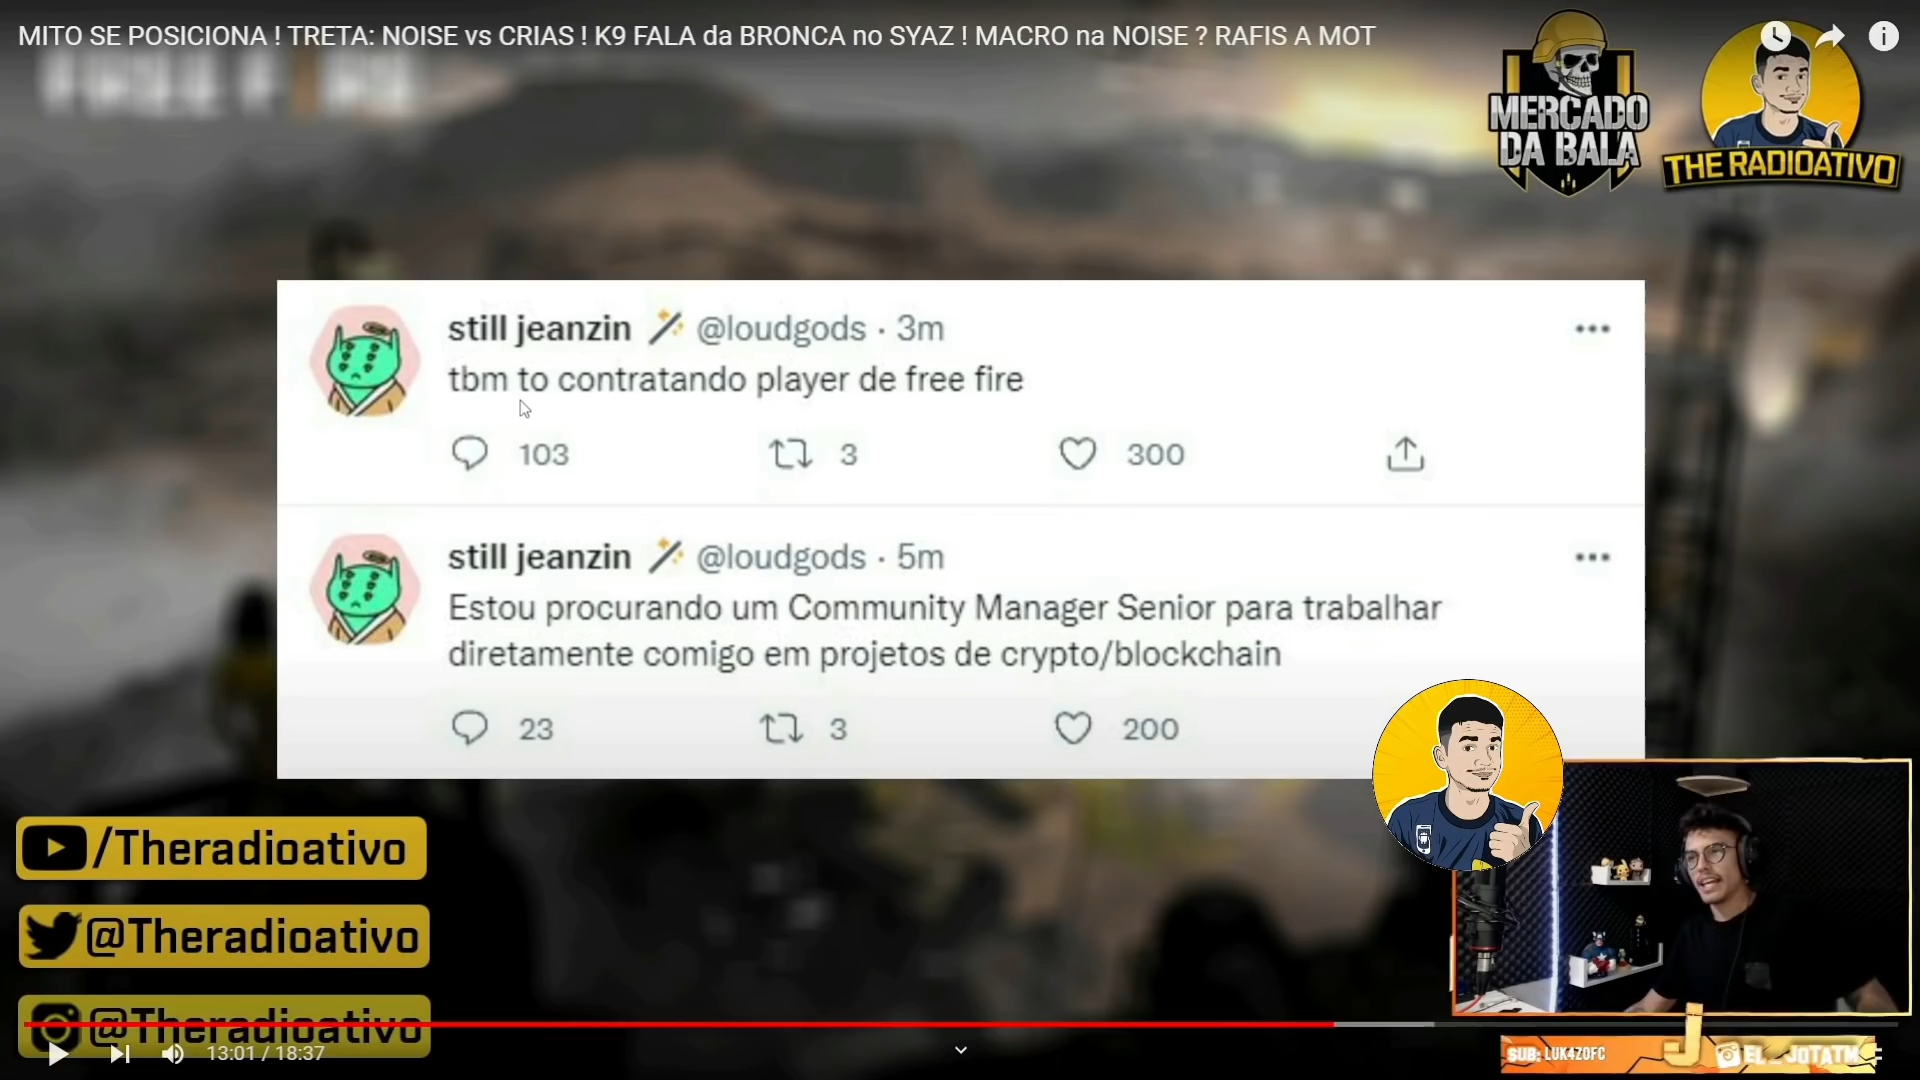 MITO SE POSICIONA ! TRETA: NOISE vs CRIAS ! K9 FALA da BRONCA no SYAZ ! MACRO na NOISE ? RAFIS A MOT
FREE FIRE
MERCADO
DA BALA
THE RADIOATIVO
still jeanzin @loudgods · 3m
tbm to contratando player de free fire
103 3 300
still jeanzin @loudgods · 5m
Estou procurando um Community Manager Senior para trabalhar
diretamente comigo em projetos de crypto/blockchain
23 3 200
/Theradioativo
@Theradioativo
@Theradioativo
13:01 / 18:37
SUB: LUK4ZOFC
J
EL_JOTATM